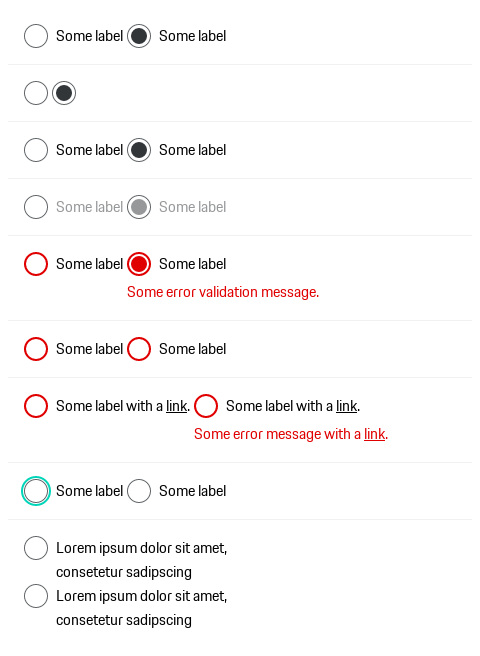 Some label Some label
Some label Some label
Some label Some label
Some label Some label
Some error validation message.
Some label Some label
Some label with a link. Some label with a link.
Some error message with a link.
Some label Some label
Lorem ipsum dolor sit amet,
consetetur sadipscing
Lorem ipsum dolor sit amet,
consetetur sadipscing